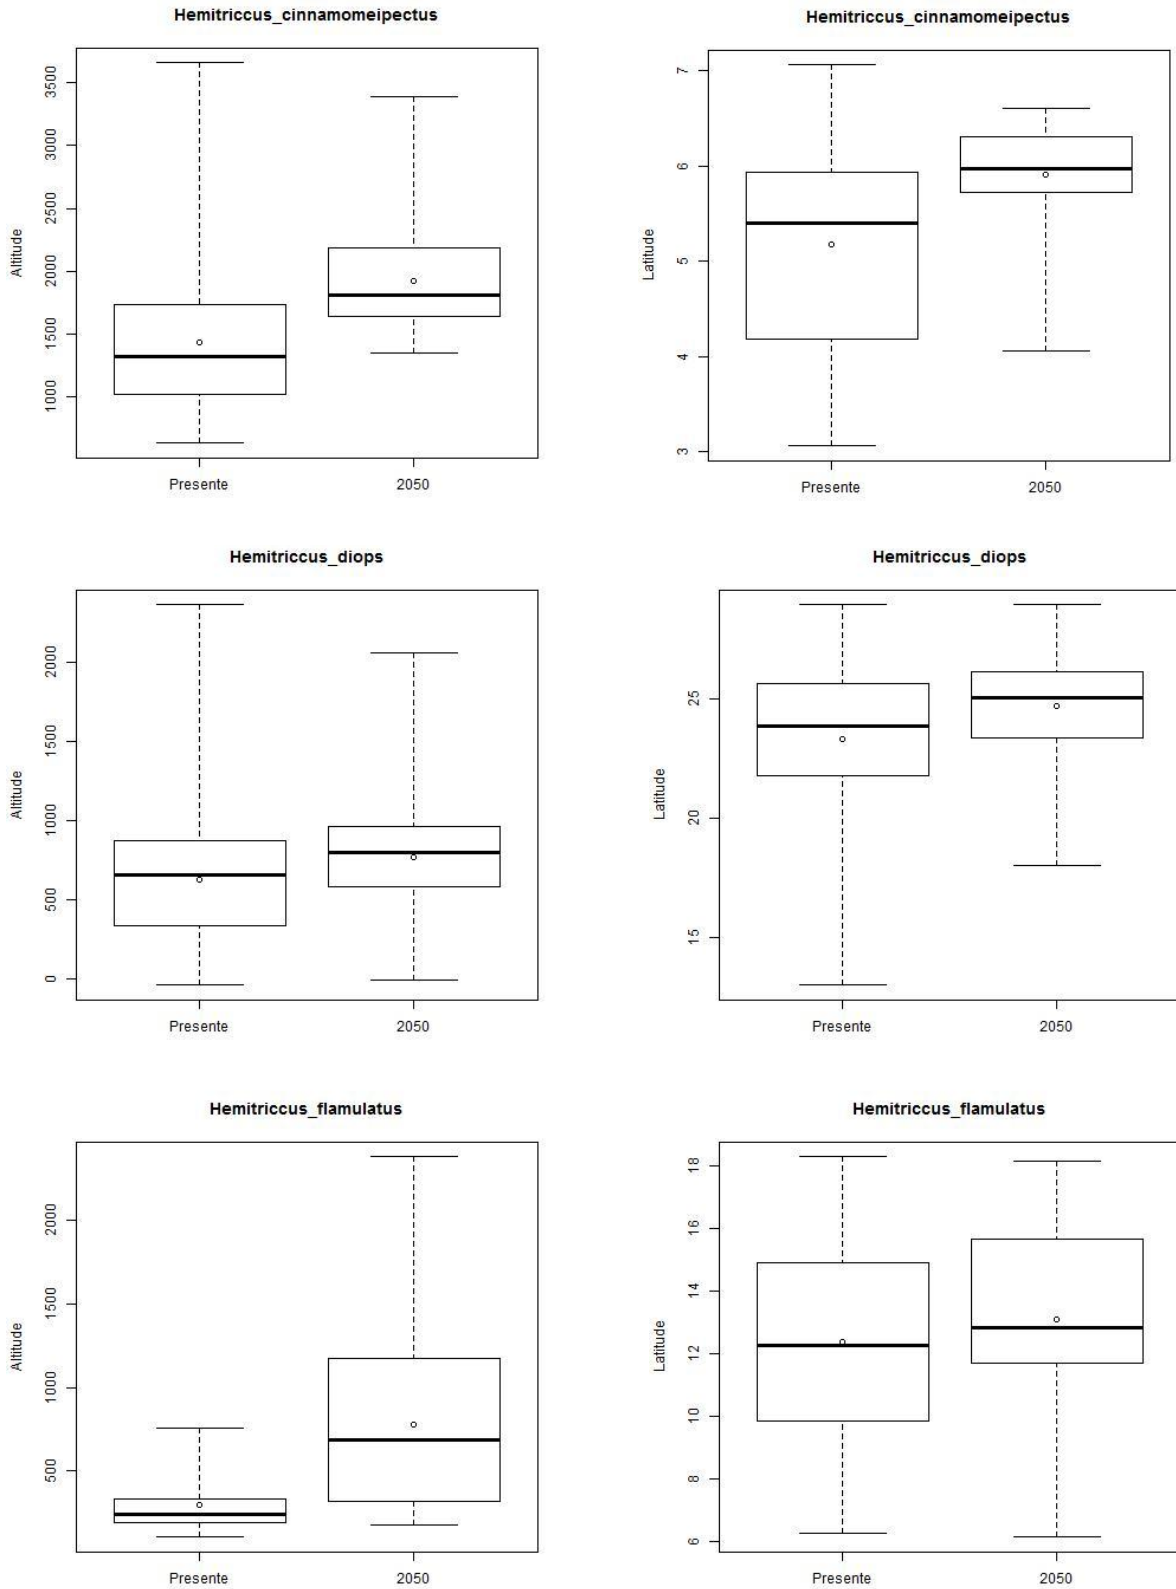 Hemitriccus_cinnamomeipectus
Altitude
3500
3000
2500
2000
1500
1000
Presente 2050
Hemitriccus_cinnamomeipectus
Latitude
7
6
5
4
3
Presente 2050
Hemitriccus_diops
Altitude
2000
1500
1000
500
0
Presente 2050
Hemitriccus_diops
Latitude
25
20
15
Presente 2050
Hemitriccus_flamulatus
Altitude
2000
1500
1000
500
Presente 2050
Hemitriccus_flamulatus
Latitude
18
16
14
12
10
8
6
Presente 2050